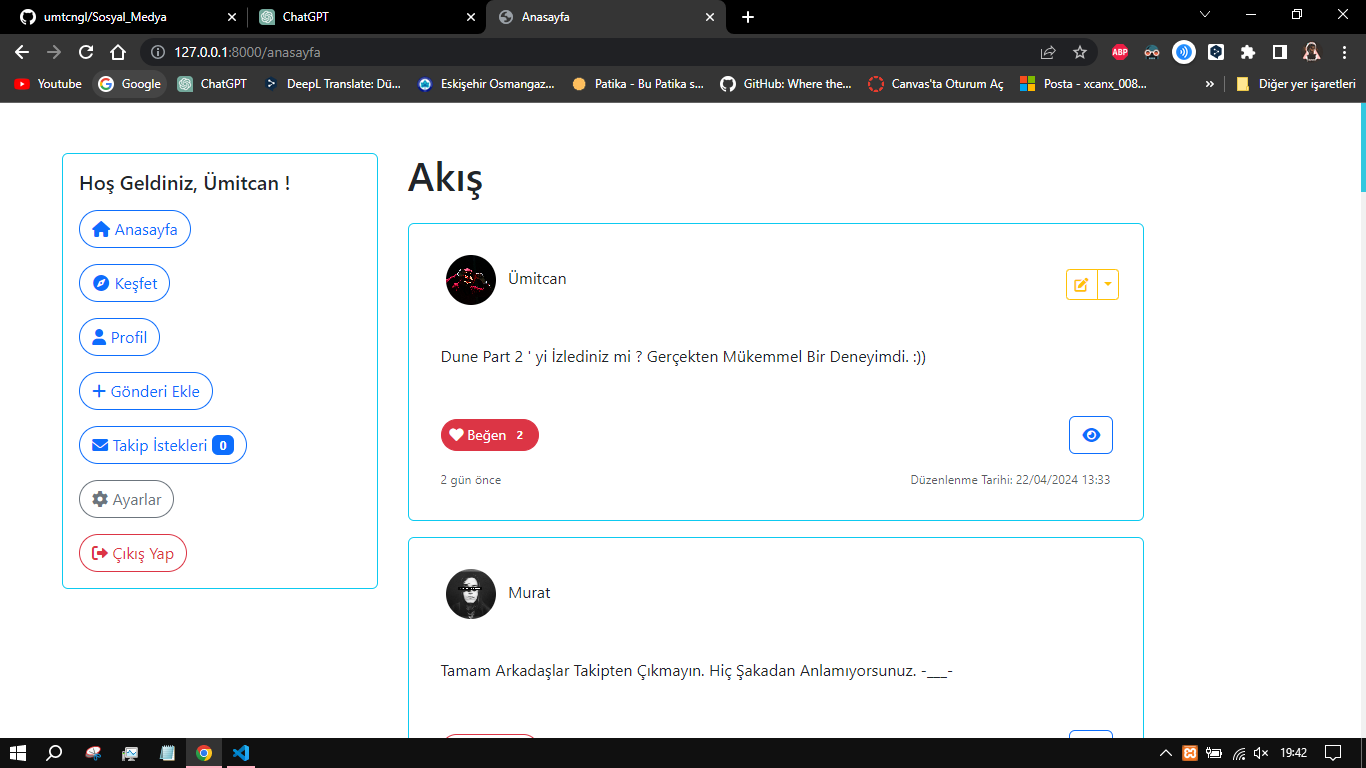 umtcngl/Sosyal_Medya
ChatGPT
Anasayfa
127.0.0.1:8000/anasayfa
ABP
Youtube
Google
ChatGPT
DeepL Translate: Dü...
Eskişehir Osmangaz...
Patika - Bu Patika s...
GitHub: Where the...
Canvas'ta Oturum Aç
Posta - xcanx_008...
»
Diğer yer işaretleri
Hoş Geldiniz, Ümitcan !
Anasayfa
Keşfet
Profil
Gönderi Ekle
Takip İstekleri 0
Ayarlar
Çıkış Yap
Akış
Ümitcan
Dune Part 2 ' yi İzlediniz mi ? Gerçekten Mükemmel Bir Deneyimdi. :))
Beğen 2
2 gün önce
Düzenlenme Tarihi: 22/04/2024 13:33
Murat
Tamam Arkadaşlar Takipten Çıkmayın. Hiç Şakadan Anlamıyorsunuz. -___-
19:42